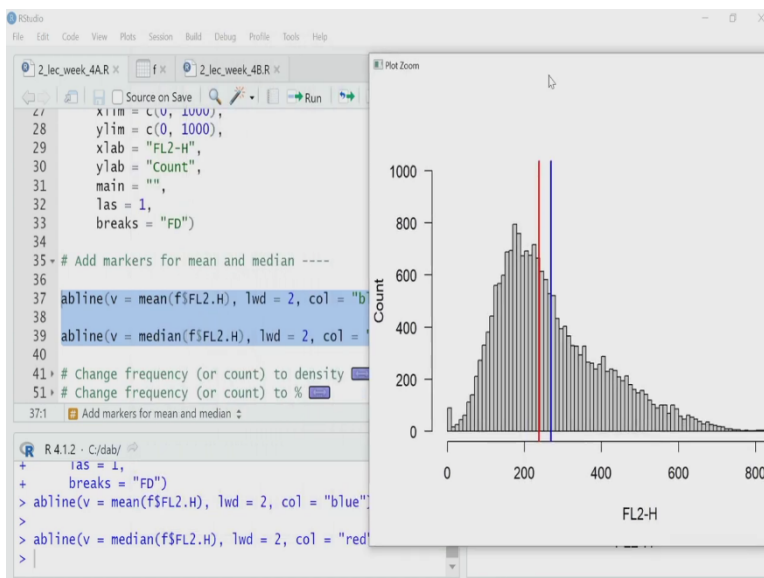 RStudio
File Edit Code View Plots Session Build Debug Profile Tools Help
2_lec_week_4A.R × f × 2_lec_week_4B.R ×
Source on Save Run
27 xlim = c(0, 1000),
28 ylim = c(0, 1000),
29 xlab = "FL2-H",
30 ylab = "Count",
31 main = "",
32 las = 1,
33 breaks = "FD")
34
35 # Add markers for mean and median ----
36
37 abline(v = mean(f$FL2.H), lwd = 2, col = "b
38
39 abline(v = median(f$FL2.H), lwd = 2, col = "
40
41 # Change frequency (or count) to density
51 # Change frequency (or count) to %
37:1 # Add markers for mean and median
R 4.1.2 · C:/dab/
+ las = 1,
+ breaks = "FD")
> abline(v = mean(f$FL2.H), lwd = 2, col = "blue"
>
> abline(v = median(f$FL2.H), lwd = 2, col = "red"
>
Plot Zoom
1000
800
600
400
200
0
Count
0 200 400 600 800
FL2-H